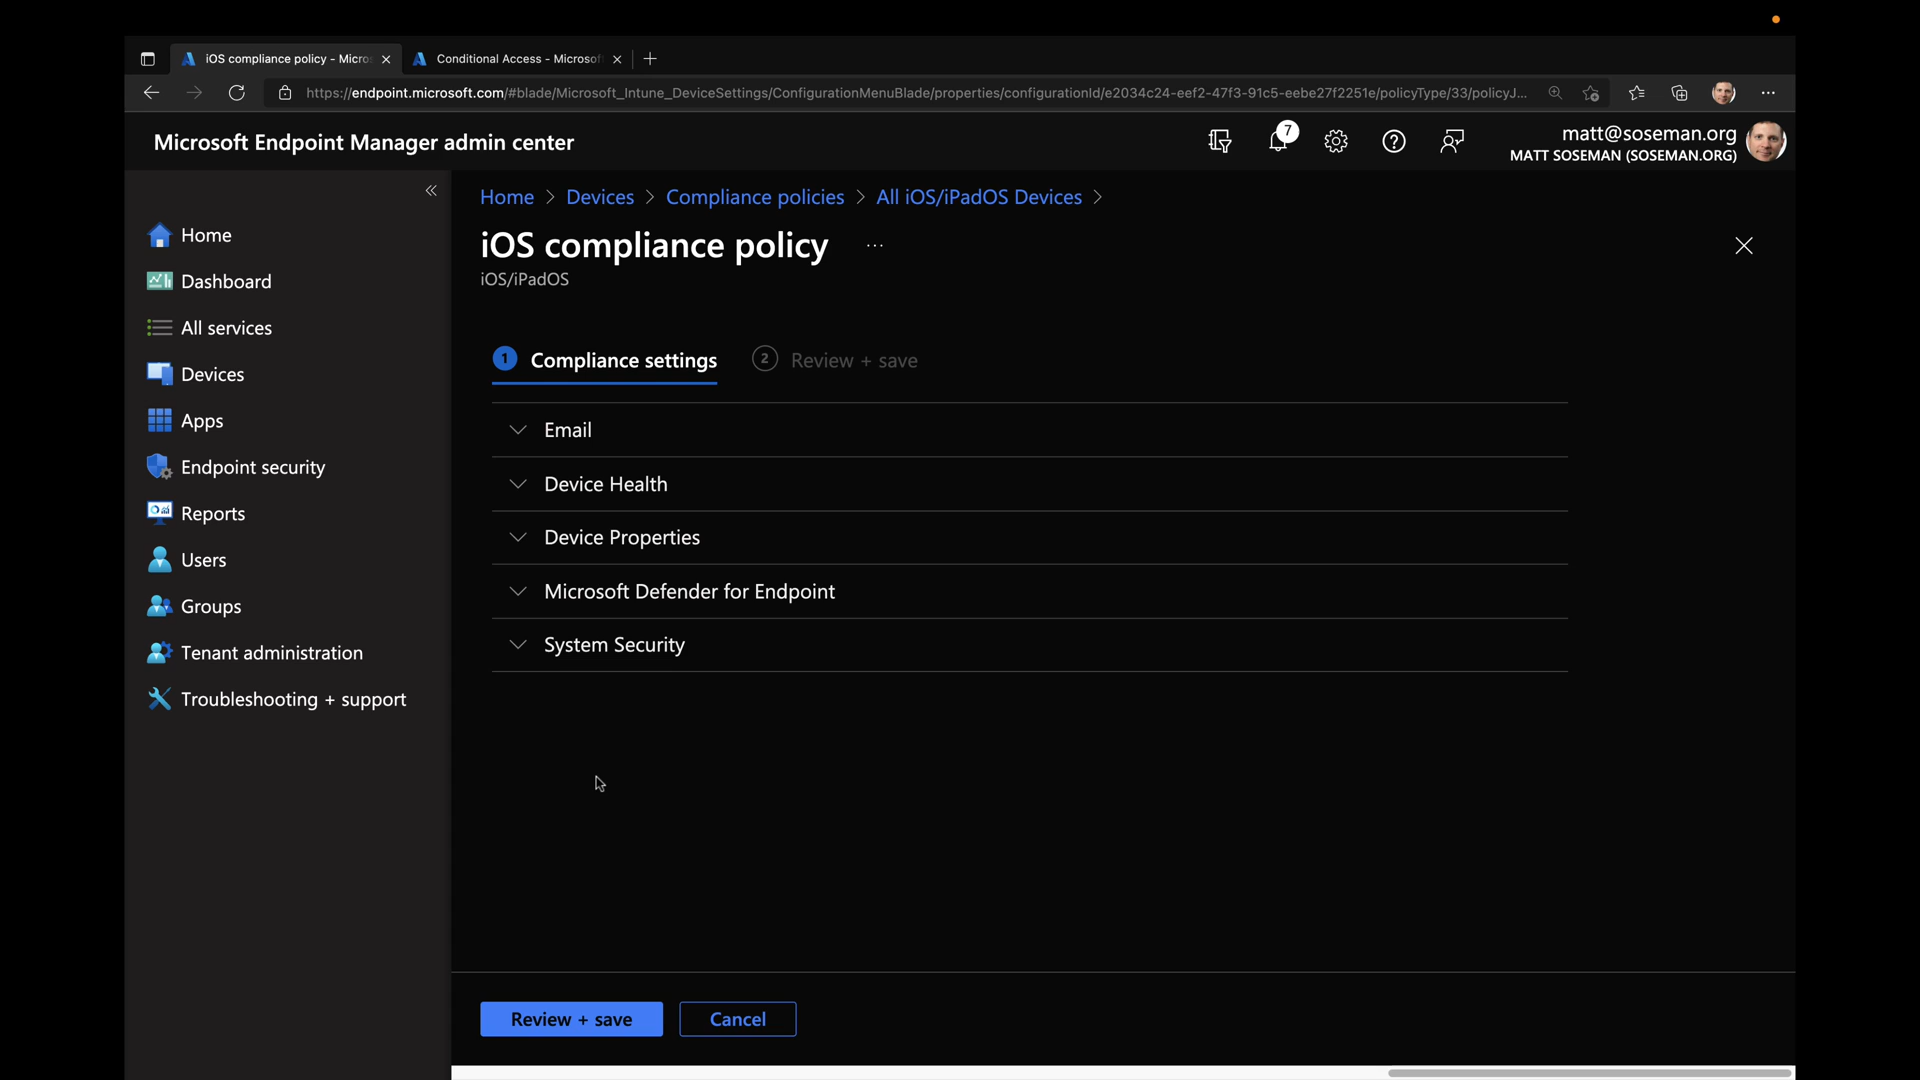 iOS compliance policy - Micros
Conditional Access - Microsof
https://endpoint.microsoft.com/#blade/Microsoft_Intune_DeviceSettings/ConfigurationMenuBlade/properties/configurationId/e2034c24-eef2-47f3-91c5-eebe27f2251e/policyType/33/policyJ...
Microsoft Endpoint Manager admin center
7
matt@soseman.org
MATT SOSEMAN (SOSEMAN.ORG)
Home
Dashboard
All services
Devices
Apps
Endpoint security
Reports
Users
Groups
Tenant administration
Troubleshooting + support
Home > Devices > Compliance policies > All iOS/iPadOS Devices >
iOS compliance policy ...
iOS/iPadOS
1 Compliance settings 2 Review + save
Email
Device Health
Device Properties
Microsoft Defender for Endpoint
System Security
Review + save Cancel